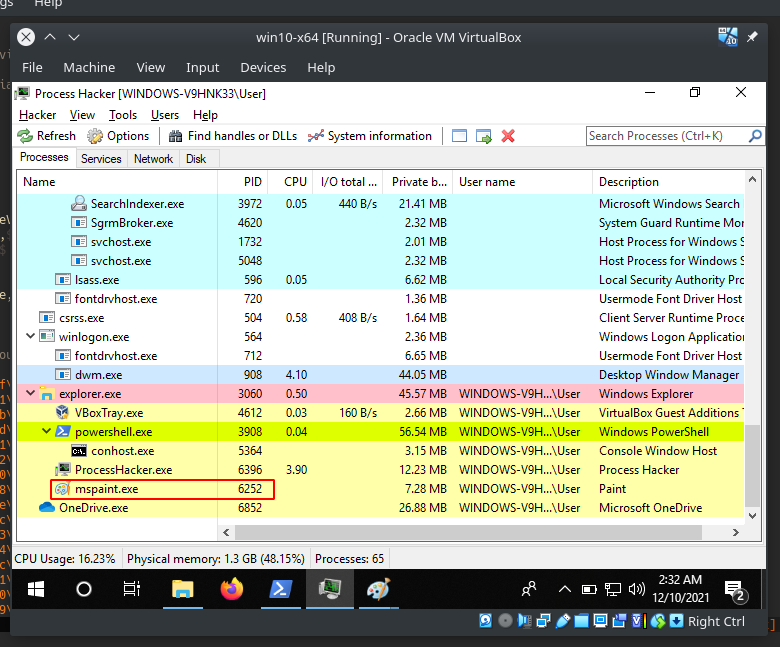 gs Help
win10-x64 [Running] - Oracle VM VirtualBox
File Machine View Input Devices Help
Process Hacker [WINDOWS-V9HNK33\User]
Hacker View Tools Users Help
Refresh Options Find handles or DLLs System information Search Processes (Ctrl+K)
Processes Services Network Disk
Name PID CPU I/O total ... Private b... User name Description
SearchIndexer.exe 3972 0.05 440 B/s 21.41 MB Microsoft Windows Search
SgrmBroker.exe 4620 2.32 MB System Guard Runtime Mor
svchost.exe 1732 2.01 MB Host Process for Windows S
svchost.exe 5048 2.32 MB Host Process for Windows S
lsass.exe 596 0.05 6.62 MB Local Security Authority Pro
fontdrvhost.exe 720 1.36 MB Usermode Font Driver Host
csrss.exe 504 0.58 408 B/s 1.64 MB Client Server Runtime Proce
winlogon.exe 564 2.36 MB Windows Logon Application
fontdrvhost.exe 712 6.65 MB Usermode Font Driver Host
dwm.exe 908 4.10 44.05 MB Desktop Window Manager
explorer.exe 3060 0.50 45.57 MB WINDOWS-V9H...\User Windows Explorer
VBoxTray.exe 4612 0.03 160 B/s 2.66 MB WINDOWS-V9H...\User VirtualBox Guest Additions
powershell.exe 3908 0.04 56.54 MB WINDOWS-V9H...\User Windows PowerShell
conhost.exe 5364 3.15 MB WINDOWS-V9H...\User Console Window Host
ProcessHacker.exe 6396 3.90 12.23 MB WINDOWS-V9H...\User Process Hacker
mspaint.exe 6252 7.28 MB WINDOWS-V9H...\User Paint
OneDrive.exe 6852 26.88 MB WINDOWS-V9H...\User Microsoft OneDrive
CPU Usage: 16.23% Physical memory: 1.3 GB (48.15%) Processes: 65
2:32 AM
12/10/2021
2
Right Ctrl